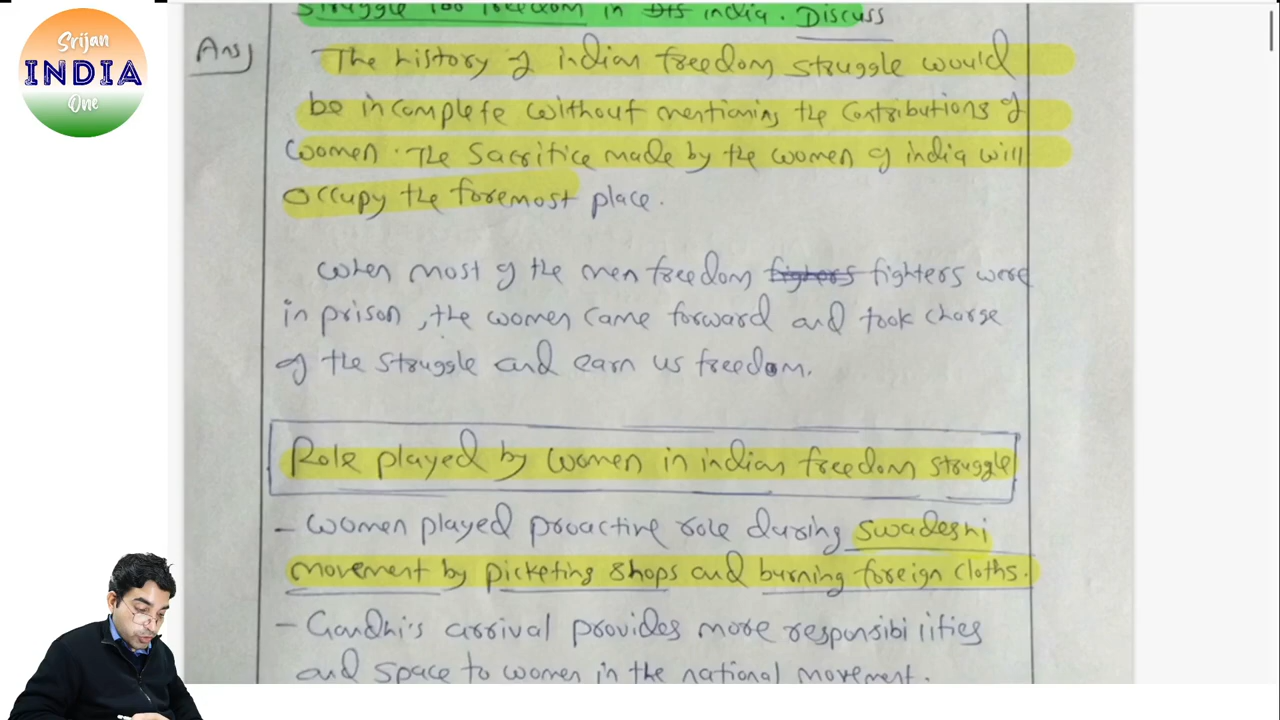 Srijan
INDIA
One
struggle for freedom in its india. Discuss
Ans)
The history of indian freedom struggle would
be incomplete without mentioning the contributions of
women. The sacrifice made by the women of india will
occupy the foremost place.
when most of the men freedom fighers fighters were
in prison, the women came forward and took charge
of the struggle and earn us freedom.
Role played by women in indian freedom struggle
- women played proactive role during swadeshi
movement by picketing shops and burning foreign cloths.
- Gandhi's arrival provides more responsibilities
and space to women in the national movement.